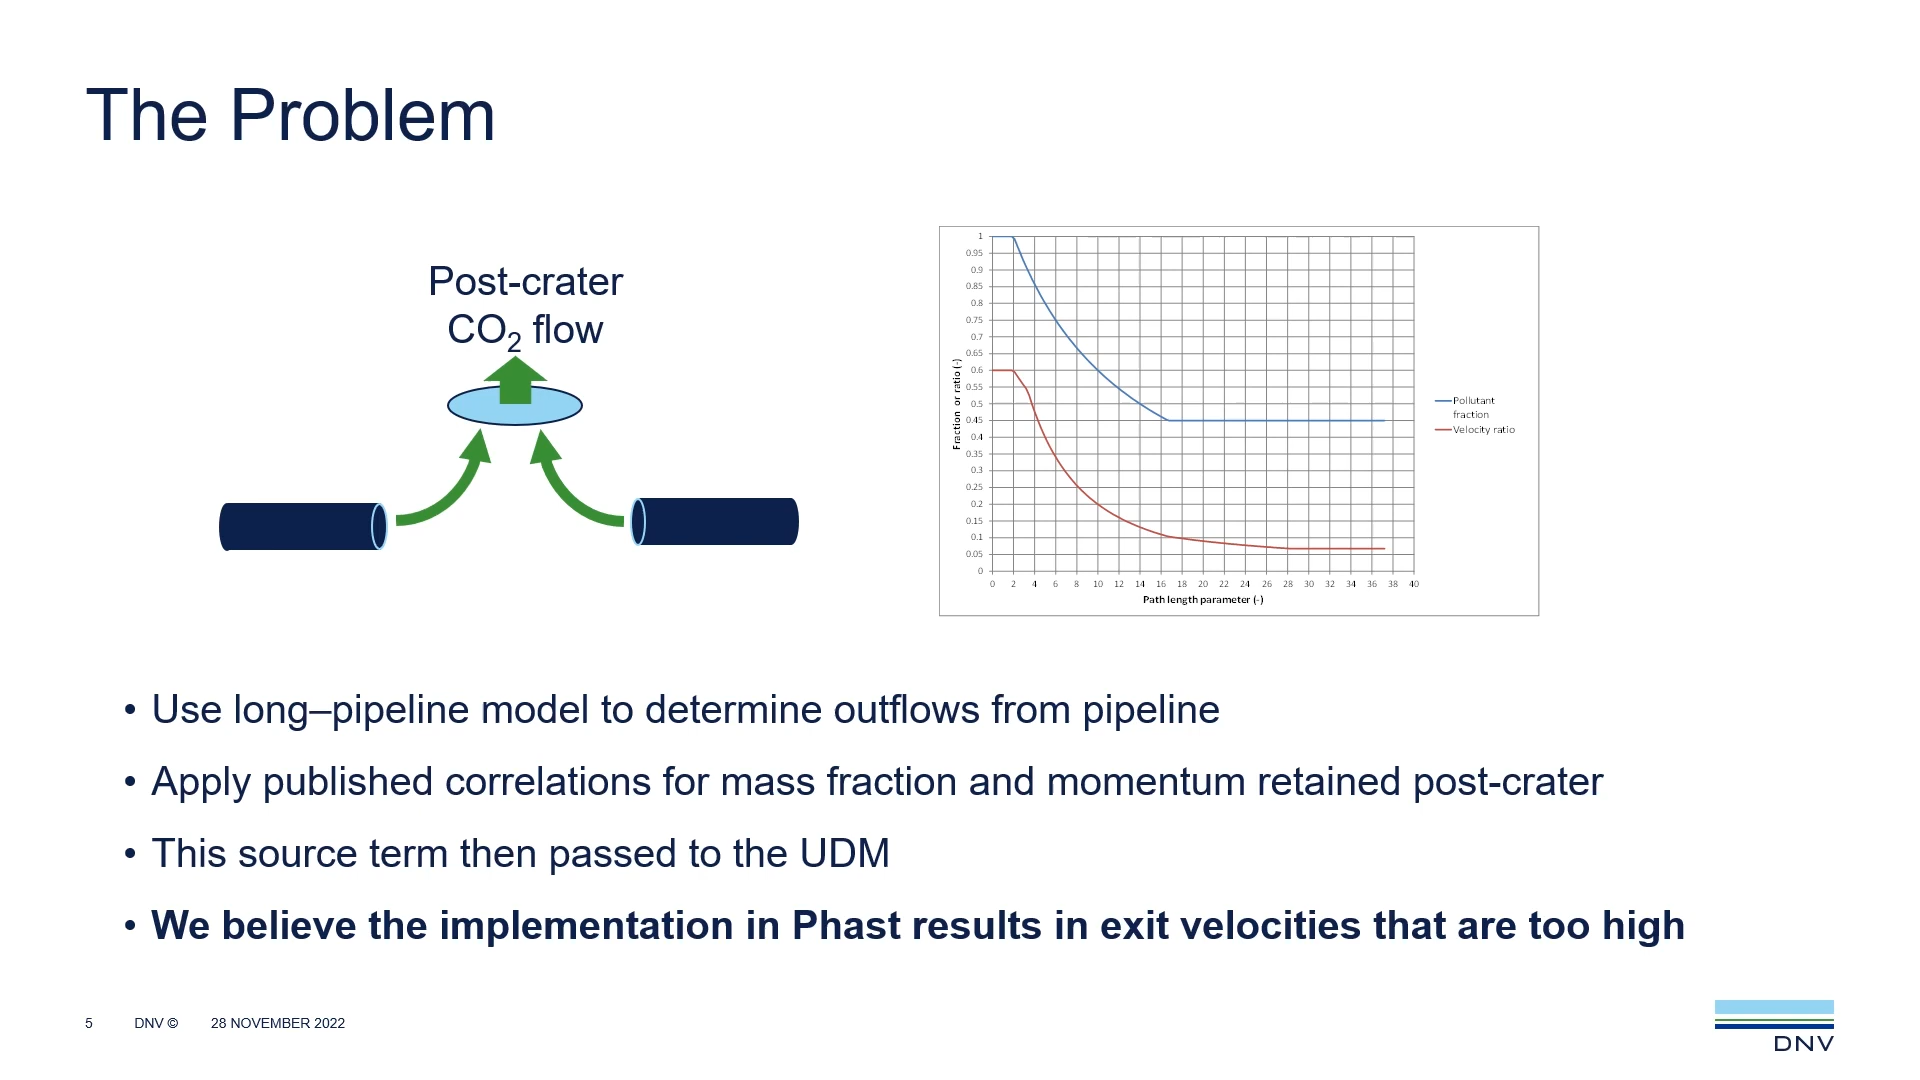 The Problem
Post-crater
CO₂ flow
1
0.95
0.9
0.85
0.8
0.75
0.7
0.65
0.6
0.55
0.5
0.45
0.4
0.35
0.3
0.25
0.2
0.15
0.1
0.05
0
Fraction or ratio (-)
0 2 4 6 8 10 12 14 16 18 20 22 24 26 28 30 32 34 36 38 40
Path length parameter (-)
Pollutant
fraction
Velocity ratio
• Use long–pipeline model to determine outflows from pipeline
• Apply published correlations for mass fraction and momentum retained post-crater
• This source term then passed to the UDM
• We believe the implementation in Phast results in exit velocities that are too high
5 DNV © 28 NOVEMBER 2022
DNV